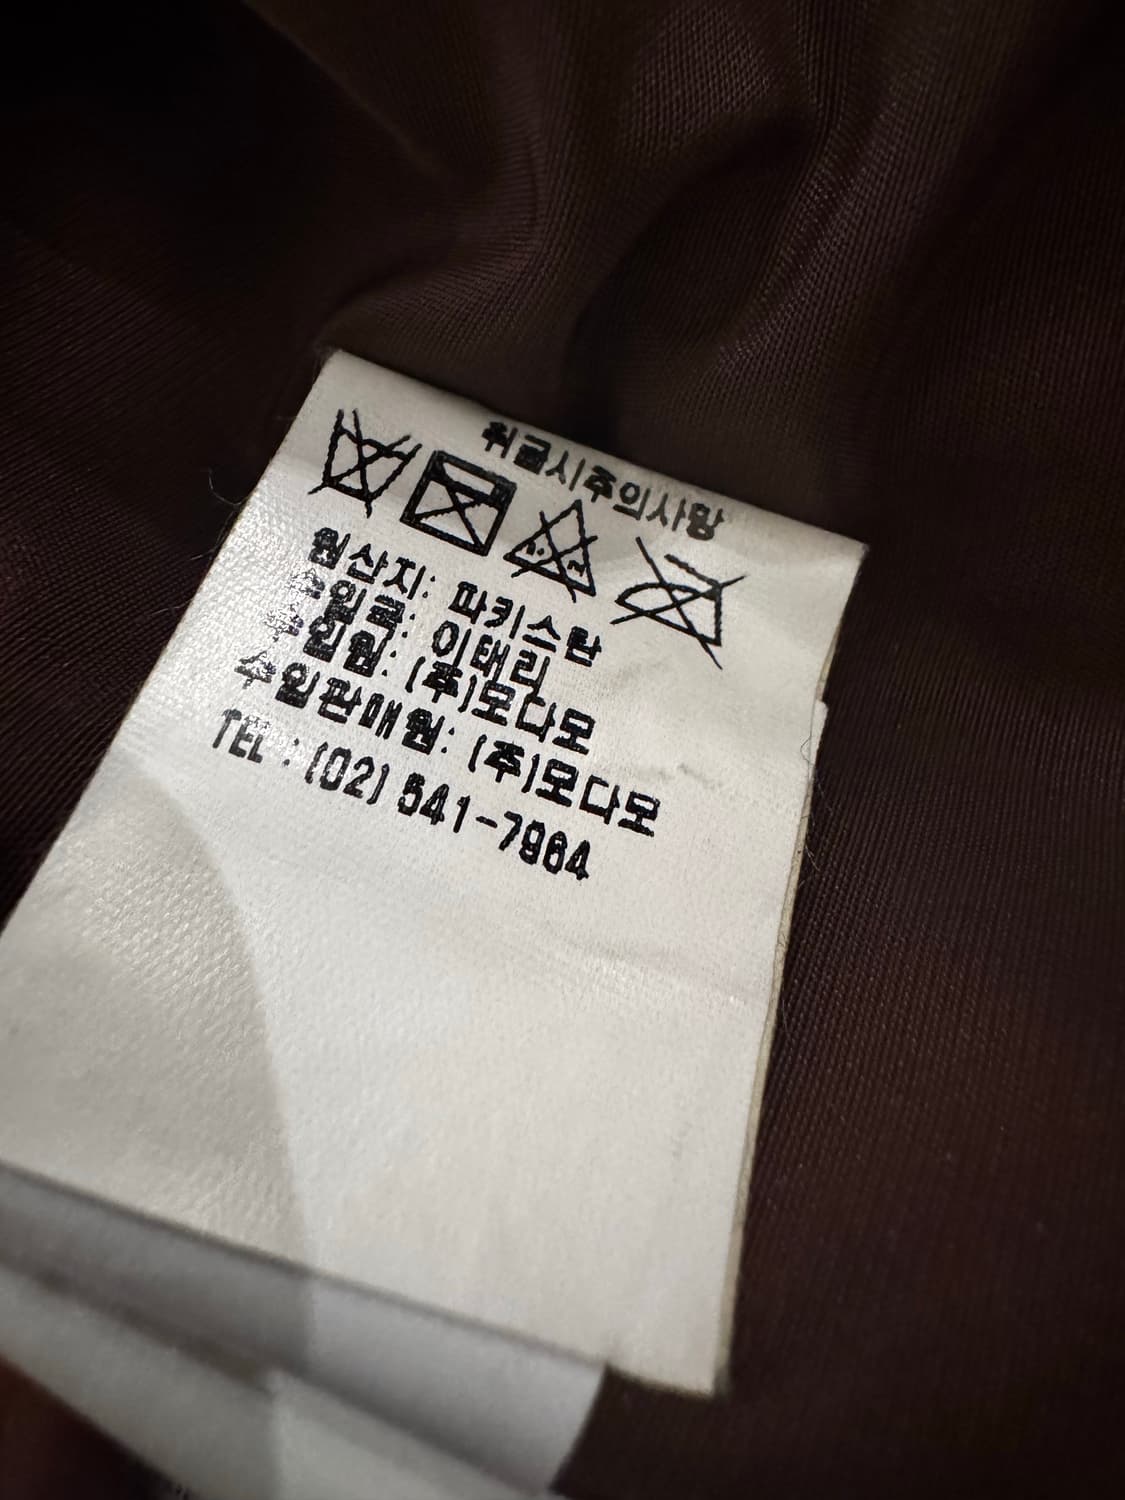 취급시주의사항
원산지: 파키스탄
수입국: 이태리
수입원: (주)모다모
수입판매원: (주)모다모
TEL : (02) 541-7964